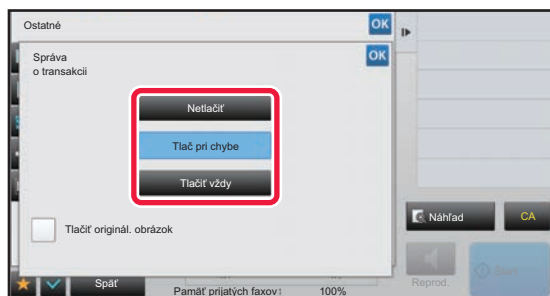 Ostatné
OK
Správa
o transakcii
OK
Netlačiť
Tlač pri chybe
Tlačiť vždy
Tlačiť originál. obrázok
Náhľad
CA
Späť
Pamäť prijatých faxov:
100%
Reprod.
Štart